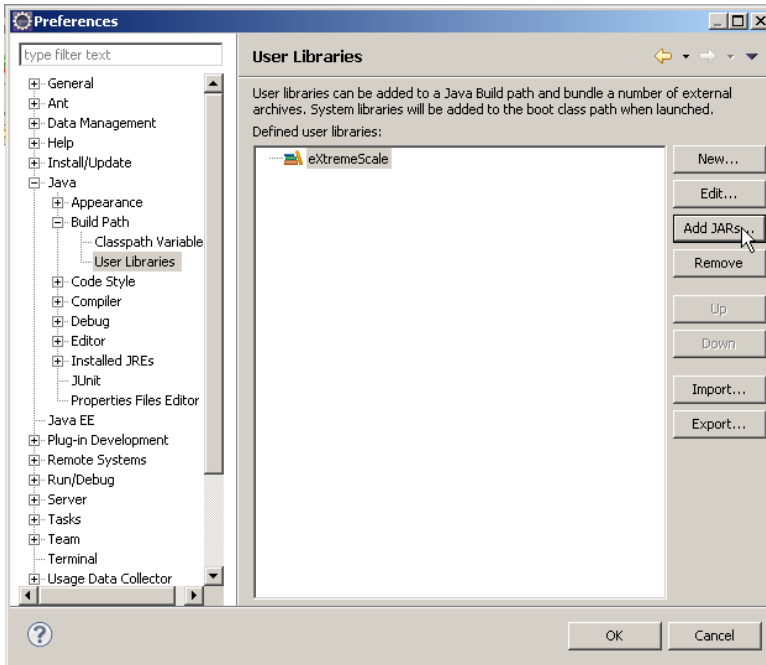 Preferences
type filter text
General
Ant
Data Management
Help
Install/Update
Java
Appearance
Build Path
Classpath Variable
User Libraries
Code Style
Compiler
Debug
Editor
Installed JREs
JUnit
Properties Files Editor
Java EE
Plug-in Development
Remote Systems
Run/Debug
Server
Tasks
Team
Terminal
Usage Data Collector
User Libraries
User libraries can be added to a Java Build path and bundle a number of external
archives. System libraries will be added to the boot class path when launched.
Defined user libraries:
eXtremeScale
New...
Edit...
Add JARs...
Remove
Up
Down
Import...
Export...
?
OK
Cancel